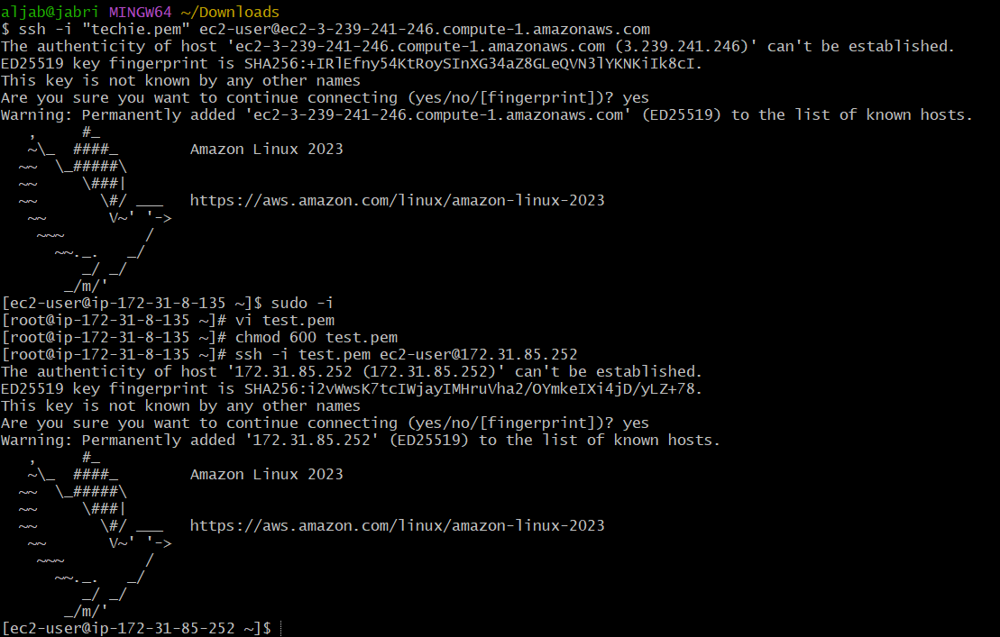 aljab@jabri MINGW64 ~/Downloads
$ ssh -i "techie.pem" ec2-user@ec2-3-239-241-246.compute-1.amazonaws.com
The authenticity of host 'ec2-3-239-241-246.compute-1.amazonaws.com (3.239.241.246)' can't be established.
ED25519 key fingerprint is SHA256:+IRlEfny54KtRoySInXG34aZ8GLeQVN3lYKNKiIk8cI.
This key is not known by any other names
Are you sure you want to continue connecting (yes/no/[fingerprint])? yes
Warning: Permanently added 'ec2-3-239-241-246.compute-1.amazonaws.com' (ED25519) to the list of known hosts.
   ,     #_
   ~\_  ####_        Amazon Linux 2023
  ~~  \_#####\
  ~~     \###|
  ~~       \#/ ___   https://aws.amazon.com/linux/amazon-linux-2023
   ~~       V~' '->
    ~~~         /
      ~~._.   _/
         _/ _/
       _/m/'
[ec2-user@ip-172-31-8-135 ~]$ sudo -i
[root@ip-172-31-8-135 ~]# vi test.pem
[root@ip-172-31-8-135 ~]# chmod 600 test.pem
[root@ip-172-31-8-135 ~]# ssh -i test.pem ec2-user@172.31.85.252
The authenticity of host '172.31.85.252 (172.31.85.252)' can't be established.
ED25519 key fingerprint is SHA256:i2vWwsK7tcIWjayIMHruVha2/OYmkeIXi4jD/yLZ+78.
This key is not known by any other names
Are you sure you want to continue connecting (yes/no/[fingerprint])? yes
Warning: Permanently added '172.31.85.252' (ED25519) to the list of known hosts.
   ,     #_
   ~\_  ####_        Amazon Linux 2023
  ~~  \_#####\
  ~~     \###|
  ~~       \#/ ___   https://aws.amazon.com/linux/amazon-linux-2023
   ~~       V~' '->
    ~~~         /
      ~~._.   _/
         _/ _/
       _/m/'
[ec2-user@ip-172-31-85-252 ~]$